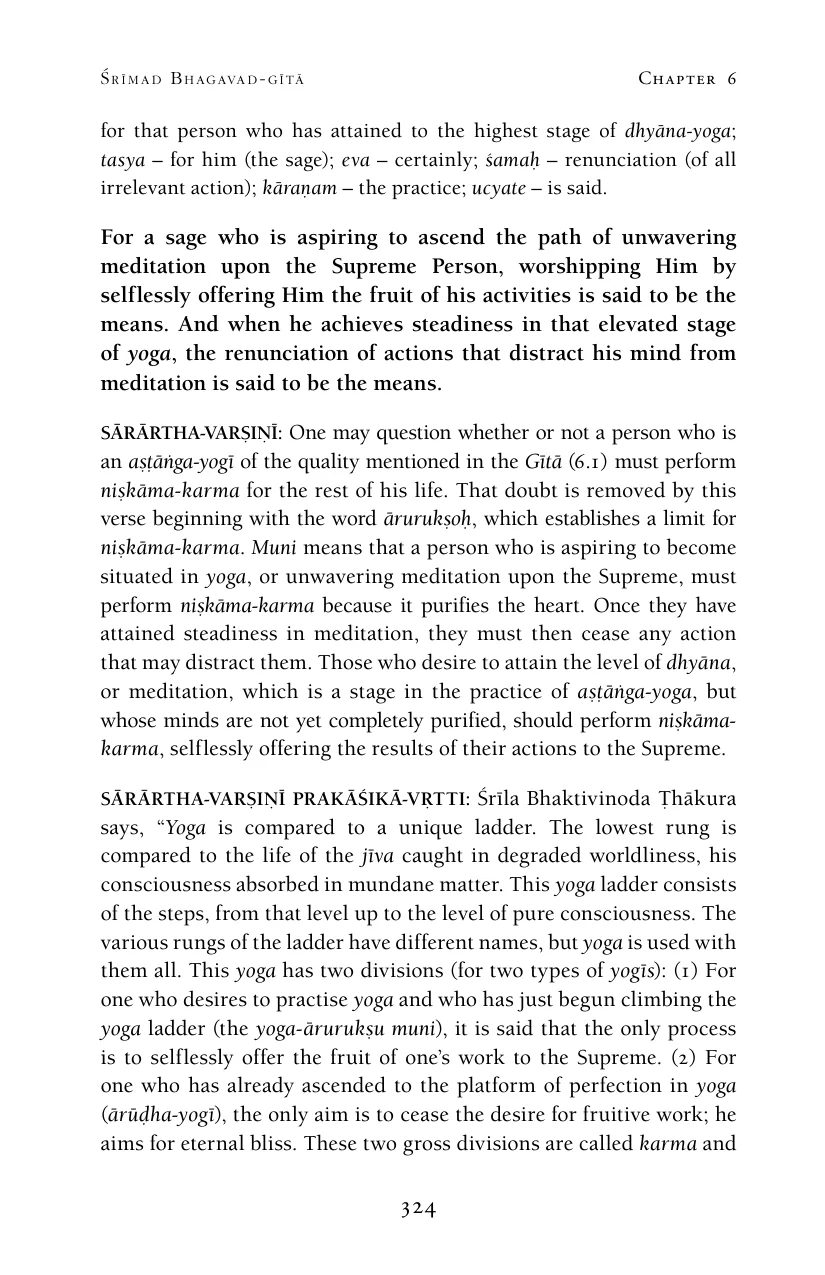 Śrīmad Bhagavad-gītā Chapter 6
for that person who has attained to the highest stage of dhyāna-yoga;
tasya – for him (the sage); eva – certainly; śamaḥ – renunciation (of all
irrelevant action); kāraṇam – the practice; ucyate – is said.
For a sage who is aspiring to ascend the path of unwavering
meditation upon the Supreme Person, worshipping Him by
selflessly offering Him the fruit of his activities is said to be the
means. And when he achieves steadiness in that elevated stage
of yoga, the renunciation of actions that distract his mind from
meditation is said to be the means.
SĀRĀRTHA-VARṢIṆĪ: One may question whether or not a person who is
an aṣṭāṅga-yogī of the quality mentioned in the Gītā (6.1) must perform
niṣkāma-karma for the rest of his life. That doubt is removed by this
verse beginning with the word ārurukṣoḥ, which establishes a limit for
niṣkāma-karma. Muni means that a person who is aspiring to become
situated in yoga, or unwavering meditation upon the Supreme, must
perform niṣkāma-karma because it purifies the heart. Once they have
attained steadiness in meditation, they must then cease any action
that may distract them. Those who desire to attain the level of dhyāna,
or meditation, which is a stage in the practice of aṣṭāṅga-yoga, but
whose minds are not yet completely purified, should perform niṣkāma-
karma, selflessly offering the results of their actions to the Supreme.
SĀRĀRTHA-VARṢIṆĪ PRAKĀŚIKĀ-VṚTTI: Śrīla Bhaktivinoda Ṭhākura
says, “Yoga is compared to a unique ladder. The lowest rung is
compared to the life of the jīva caught in degraded worldliness, his
consciousness absorbed in mundane matter. This yoga ladder consists
of the steps, from that level up to the level of pure consciousness. The
various rungs of the ladder have different names, but yoga is used with
them all. This yoga has two divisions (for two types of yogīs): (1) For
one who desires to practise yoga and who has just begun climbing the
yoga ladder (the yoga-ārurukṣu muni), it is said that the only process
is to selflessly offer the fruit of one’s work to the Supreme. (2) For
one who has already ascended to the platform of perfection in yoga
(ārūḍha-yogī), the only aim is to cease the desire for fruitive work; he
aims for eternal bliss. These two gross divisions are called karma and
324